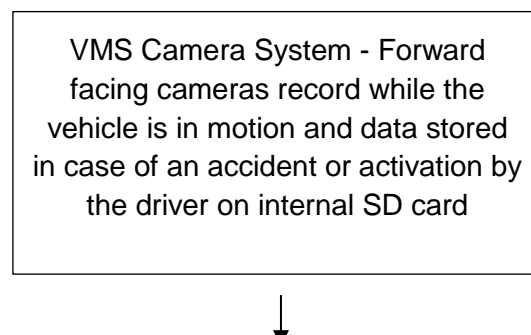 VMS Camera System - Forward
facing cameras record while the
vehicle is in motion and data stored
in case of an accident or activation by
the driver on internal SD card